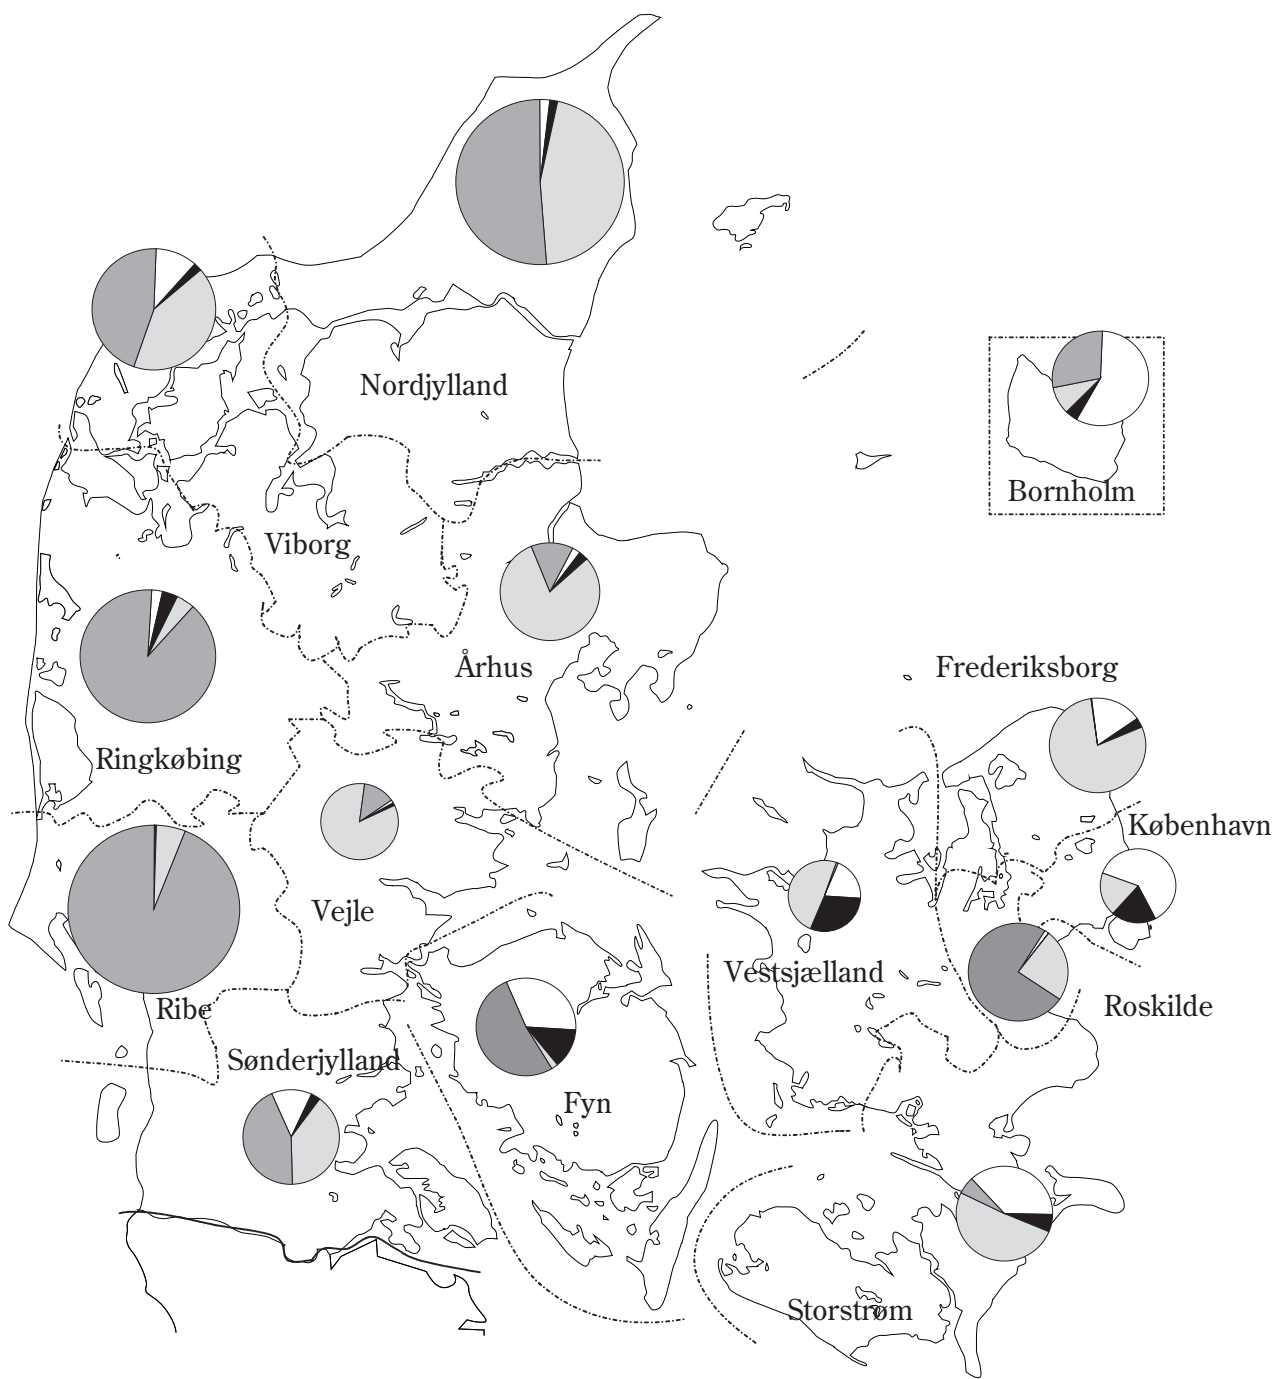 Nordjylland
Bornholm
Viborg
Århus
Frederiksborg
Ringkøbing
København
Vejle
Vestsjælland
Ribe
Roskilde
Sønderjylland
Fyn
Storstrøm